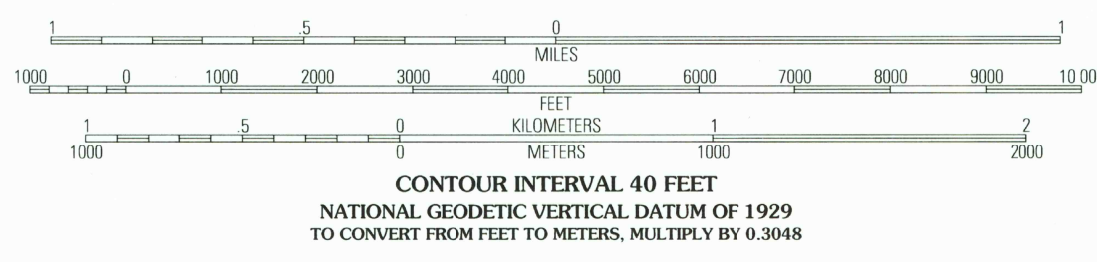 1 .5 0 1
MILES
1000 0 1000 2000 3000 4000 5000 6000 7000 8000 9000 10 00
FEET
1 .5 0 KILOMETERS 1 2
1000 0 METERS 1000 2000
CONTOUR INTERVAL 40 FEET
NATIONAL GEODETIC VERTICAL DATUM OF 1929
TO CONVERT FROM FEET TO METERS, MULTIPLY BY 0.3048